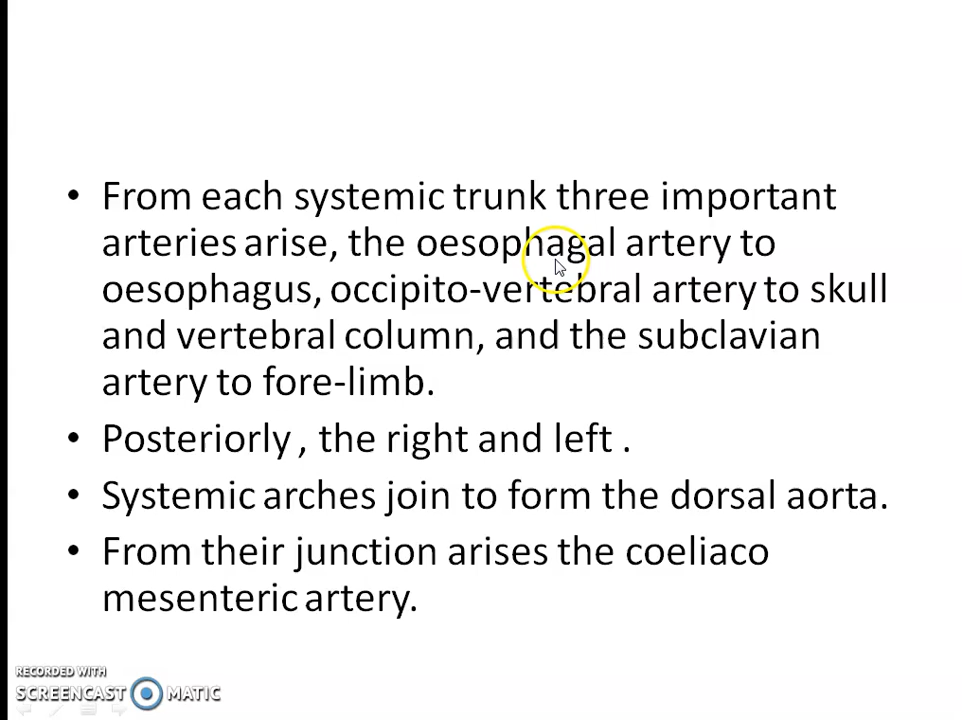 • From each systemic trunk three important
arteries arise, the oesophagal artery to
oesophagus, occipito-vertebral artery to skull
and vertebral column, and the subclavian
artery to fore-limb.
• Posteriorly , the right and left .
• Systemic arches join to form the dorsal aorta.
• From their junction arises the coeliaco
mesenteric artery.
RECORDED WITH
SCREENCAST MATIC